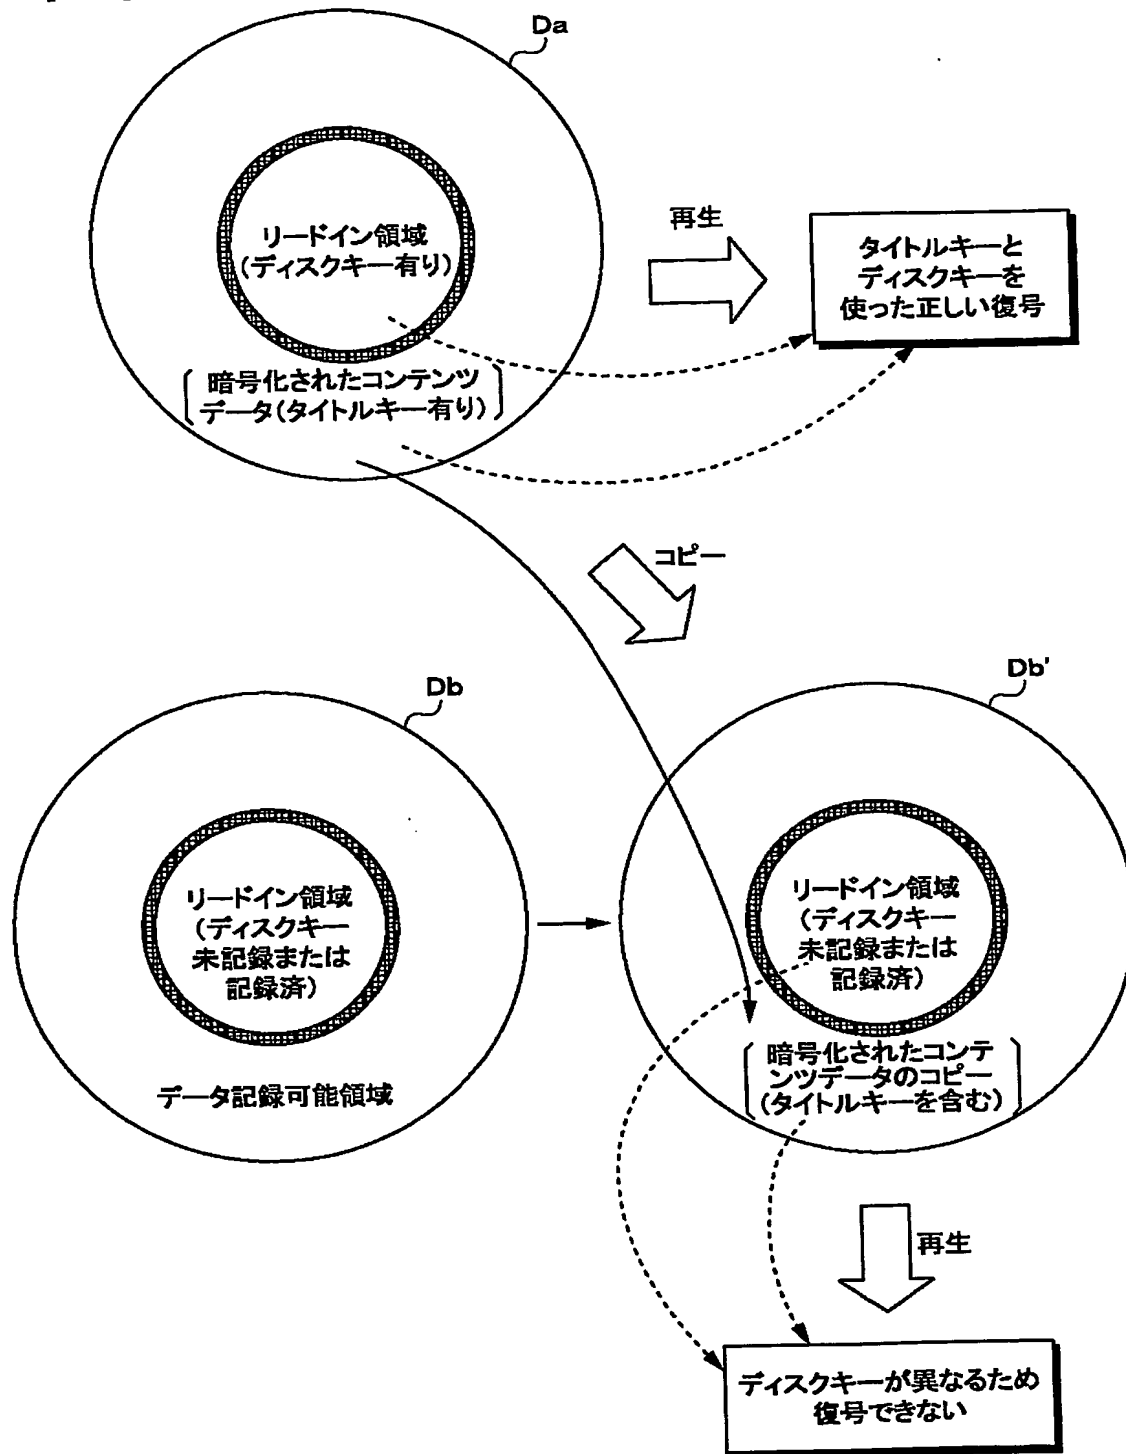 Da
リードイン領域
(ディスクキー有り)
暗号化されたコンテンツ
データ(タイトルキー有り)
再生
タイトルキーと
ディスクキーを
使った正しい復号
コピー
Db
リードイン領域
(ディスクキー
未記録または
記録済)
データ記録可能領域
Db'
リードイン領域
(ディスクキー
未記録または
記録済)
暗号化されたコンテ
ンツデータのコピー
(タイトルキーを含む)
再生
ディスクキーが異なるため
復号できない